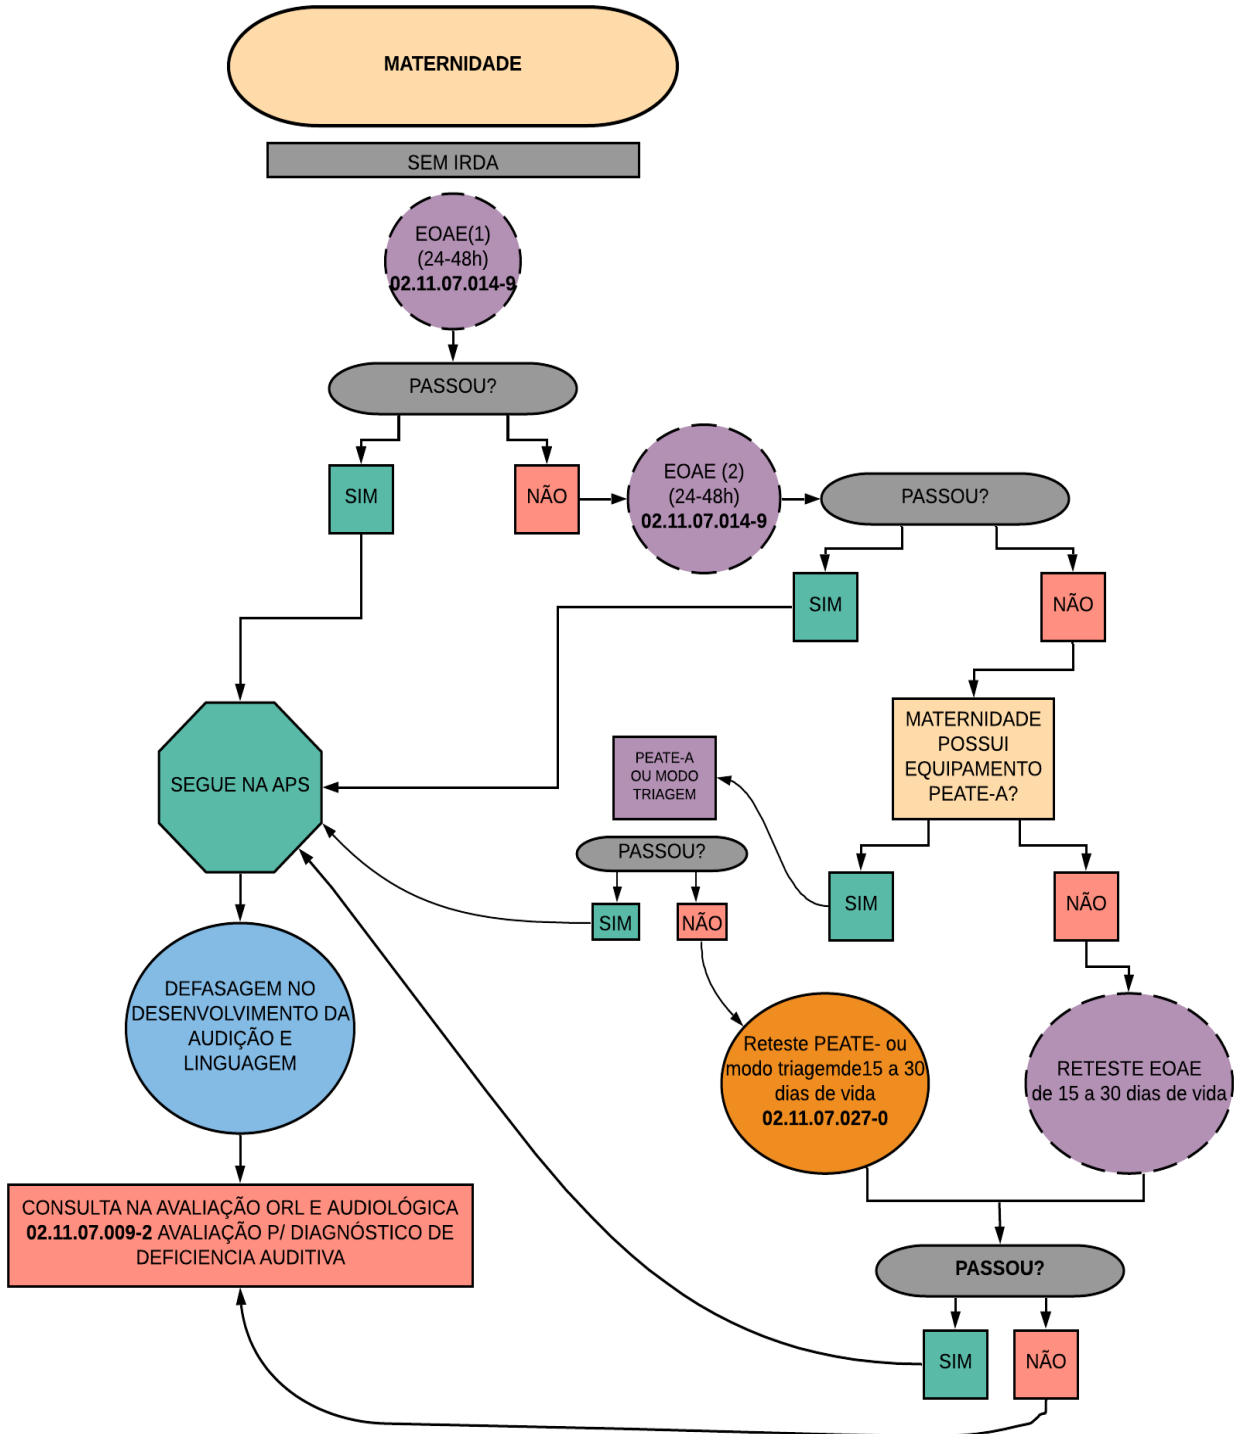 MATERNIDADE
SEM IRDA
EOAE(1)
(24-48h)
02.11.07.014-9
PASSOU?
SIM
NÃO
EOAE (2)
(24-48h)
02.11.07.014-9
PASSOU?
SIM
NÃO
MATERNIDADE
POSSUI
EQUIPAMENTO
PEATE-A?
SIM
NÃO
PEATE-A
OU MODO
TRIAGEM
PASSOU?
SIM
NÃO
SEGUE NA APS
DEFASAGEM NO
DESENVOLVIMENTO DA
AUDIÇÃO E
LINGUAGEM
Reteste PEATE- ou
modo triagemde15 a 30
dias de vida
02.11.07.027-0
RETESTE EOAE
de 15 a 30 dias de vida
CONSULTA NA AVALIAÇÃO ORL E AUDIOLÓGICA
02.11.07.009-2 AVALIAÇÃO P/ DIAGNÓSTICO DE
DEFICIENCIA AUDITIVA
PASSOU?
SIM
NÃO